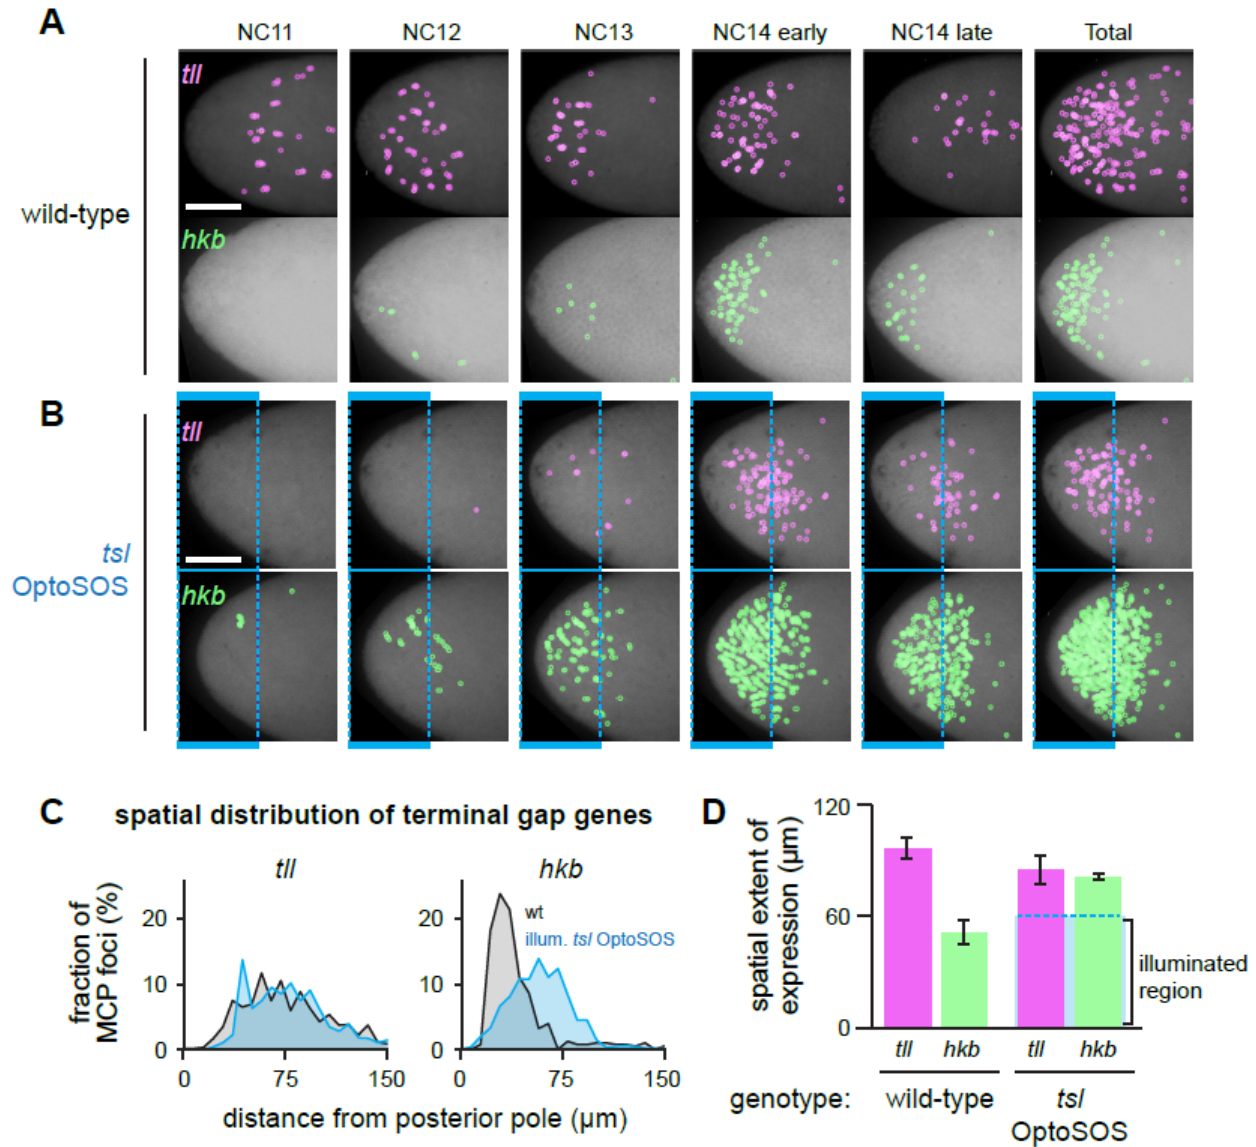 A
NC11 NC12 NC13 NC14 early NC14 late Total
wild-type
tll
hkb
B
tsl
OptoSOS
tll
hkb
C spatial distribution of terminal gap genes
tll hkb
fraction of
MCP foci (%)
20
10
0
0 75 150
20
10
0
0 75 150
wt
illum. tsl OptoSOS
distance from posterior pole (µm)
D
spatial extent of
expression (µm)
120
60
0
illuminated
region
tll hkb tll hkb
genotype: wild-type tsl
OptoSOS